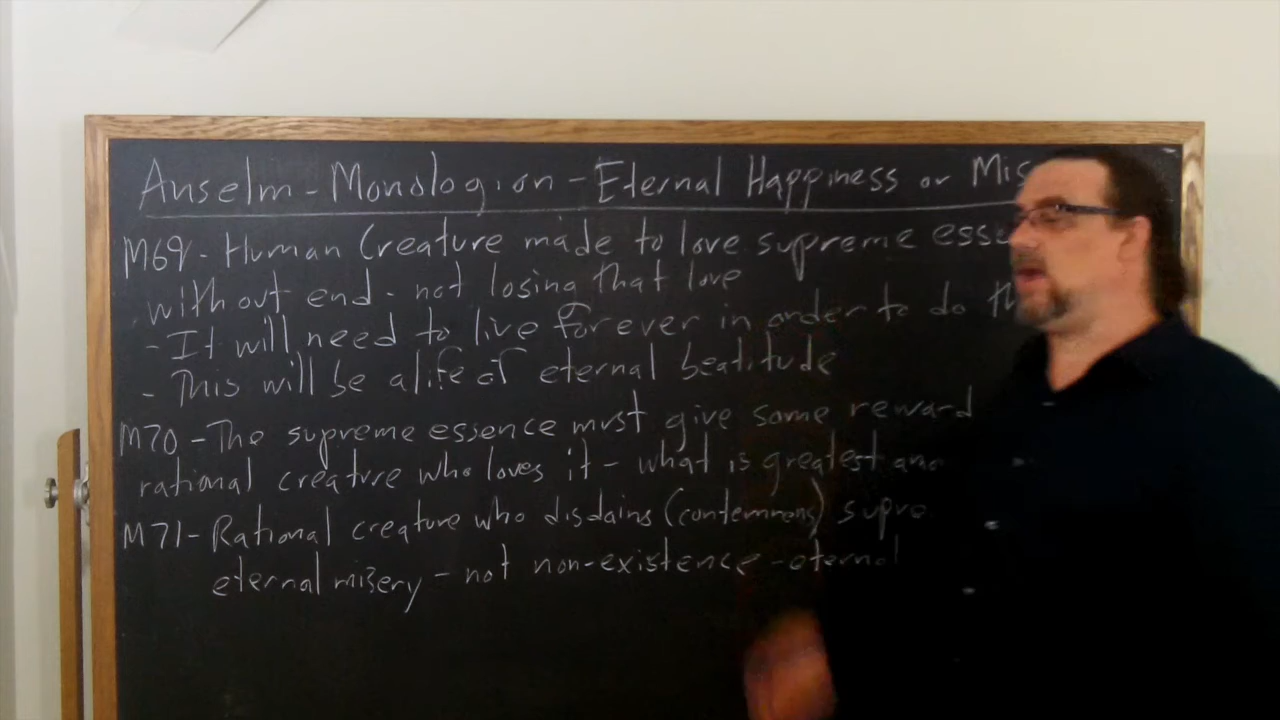 Anselm - Monologion - Eternal Happiness or Mis
M69 - Human Creature made to love supreme esse
without end - not losing that love
- It will need to live forever in order to do th
- This will be a life of eternal beatitude
M70 - The supreme essence must give some reward
rational creature who loves it - what is greatest and
M71 - Rational creature who disdains (contemnens) supre
eternal misery - not non-existence - eternal